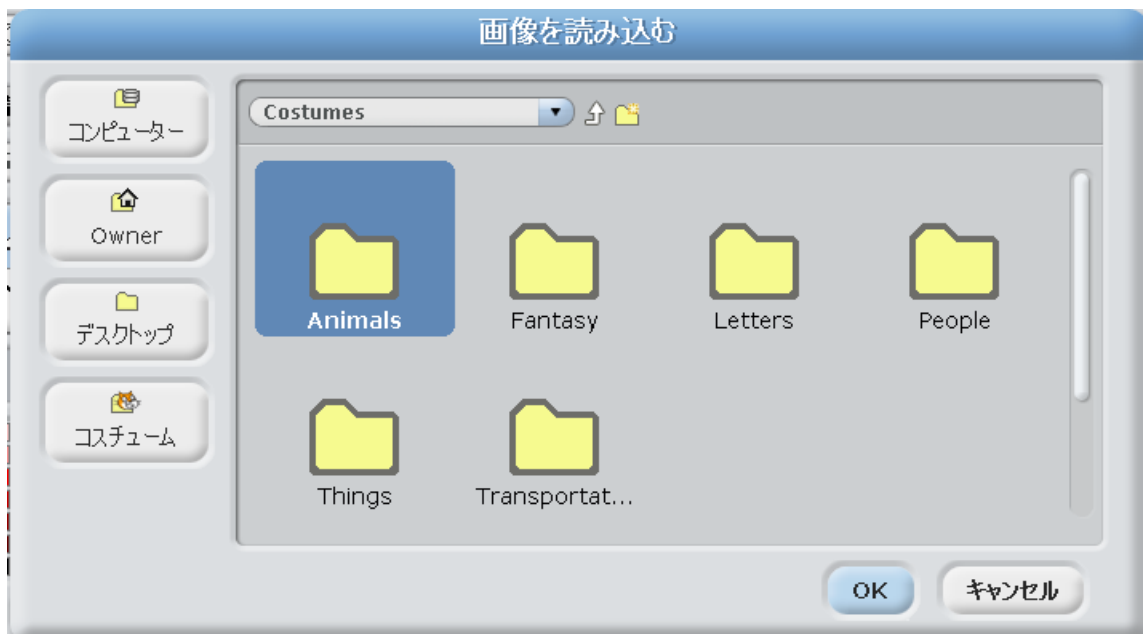 画像を読み込む
コンピューター
Owner
デスクトップ
コスチューム
Costumes
Animals
Fantasy
Letters
People
Things
Transportat...
OK
キャンセル